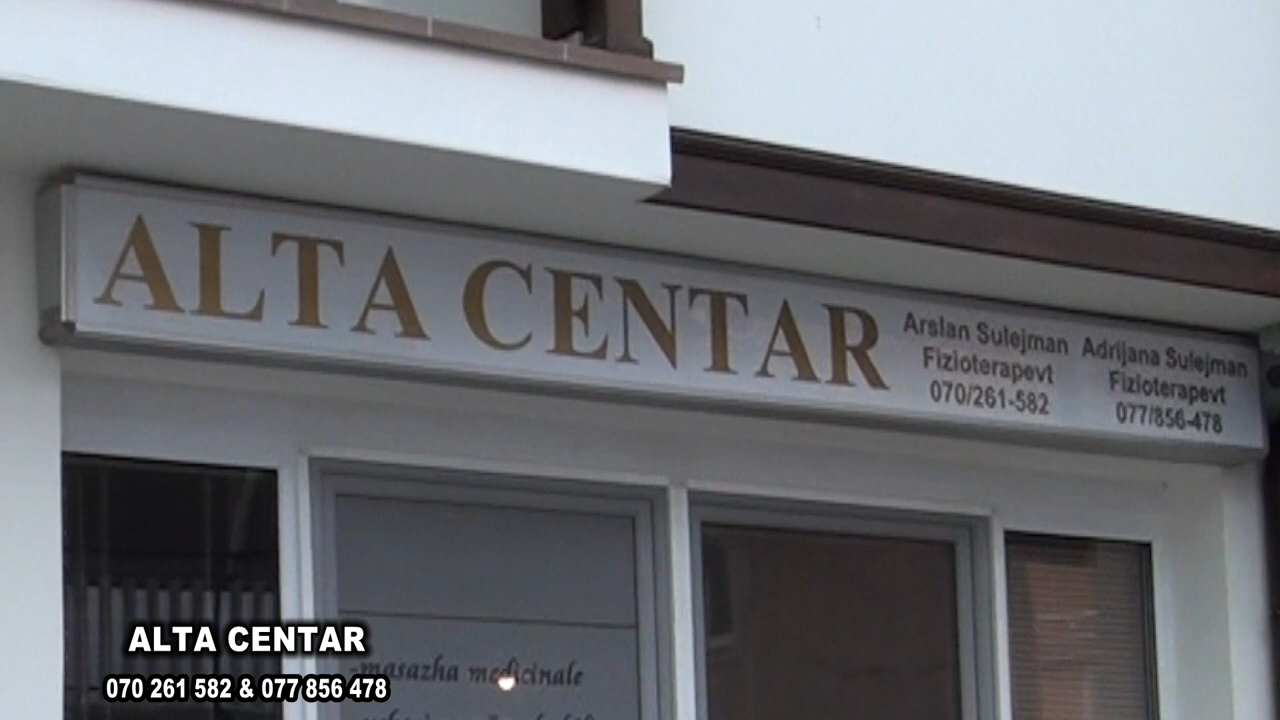 ALTA CENTAR
Arslan Sulejman
Fizioterapevt
070/261-582
Adrijana Sulejman
Fizioterapevt
077/856-478
-masazha medicinale
ALTA CENTAR
070 261 582 & 077 856 478